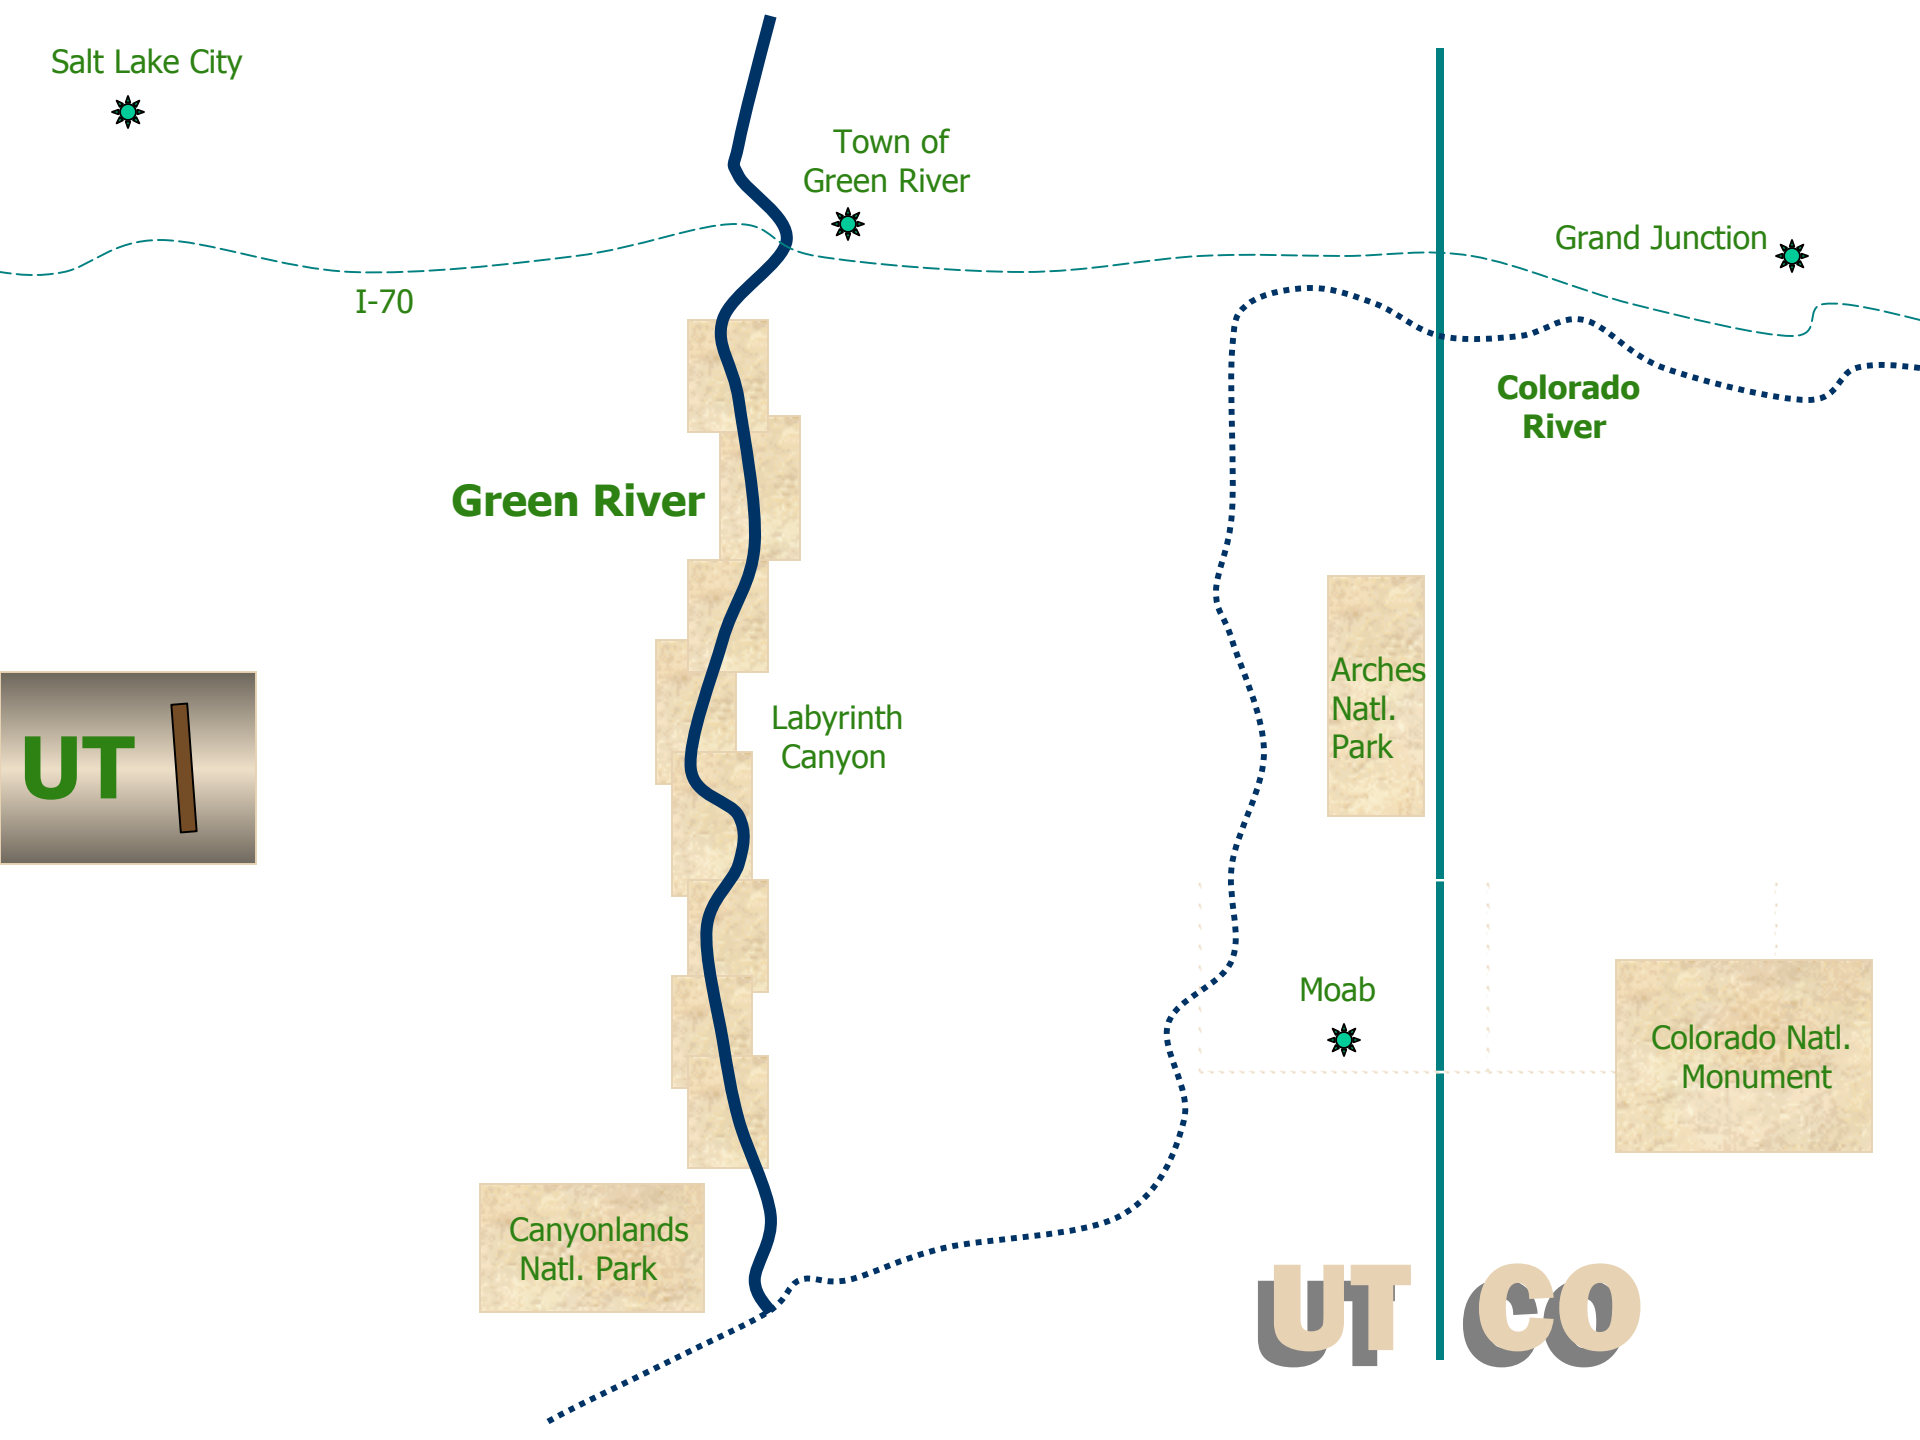 Salt Lake City
Town of
Green River
Grand Junction
I-70
Colorado
River
Green River
Arches
Natl.
Park
Labyrinth
Canyon
UT
Moab
Colorado Natl.
Monument
Canyonlands
Natl. Park
UT CO